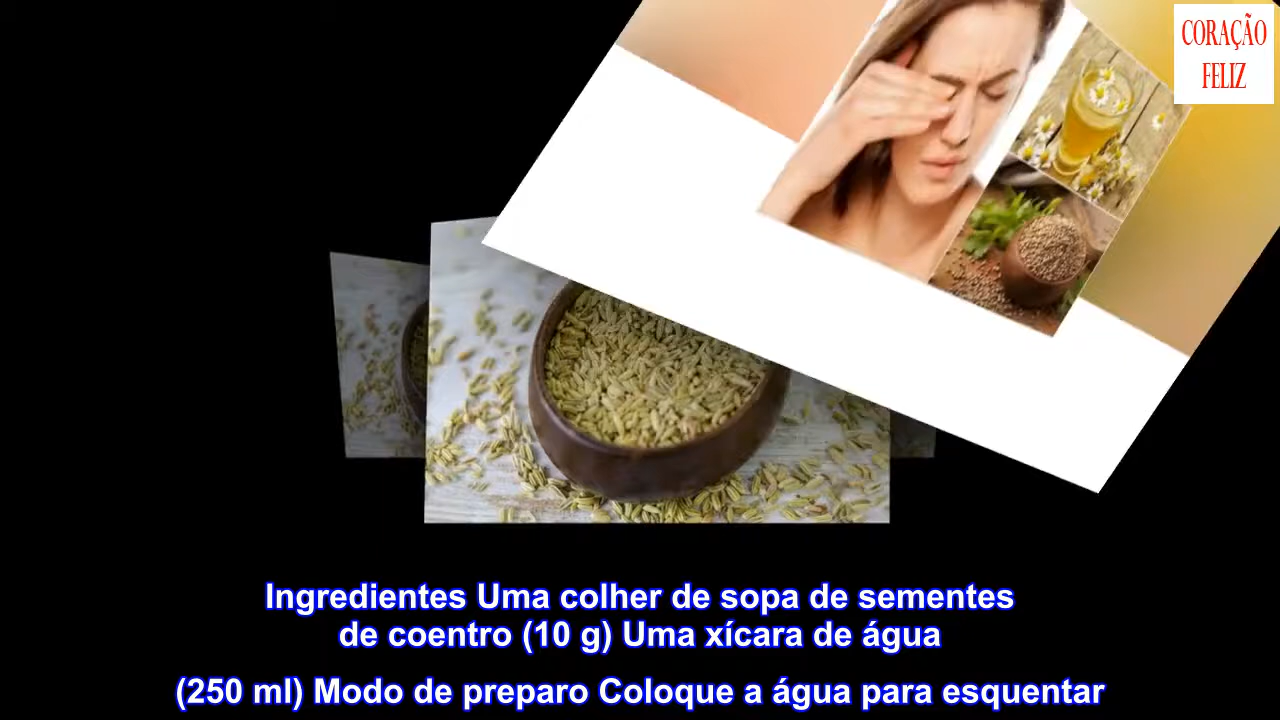 CORAÇÃO
FELIZ
Ingredientes Uma colher de sopa de sementes
de coentro (10 g) Uma xícara de água
(250 ml) Modo de preparo Coloque a água para esquentar